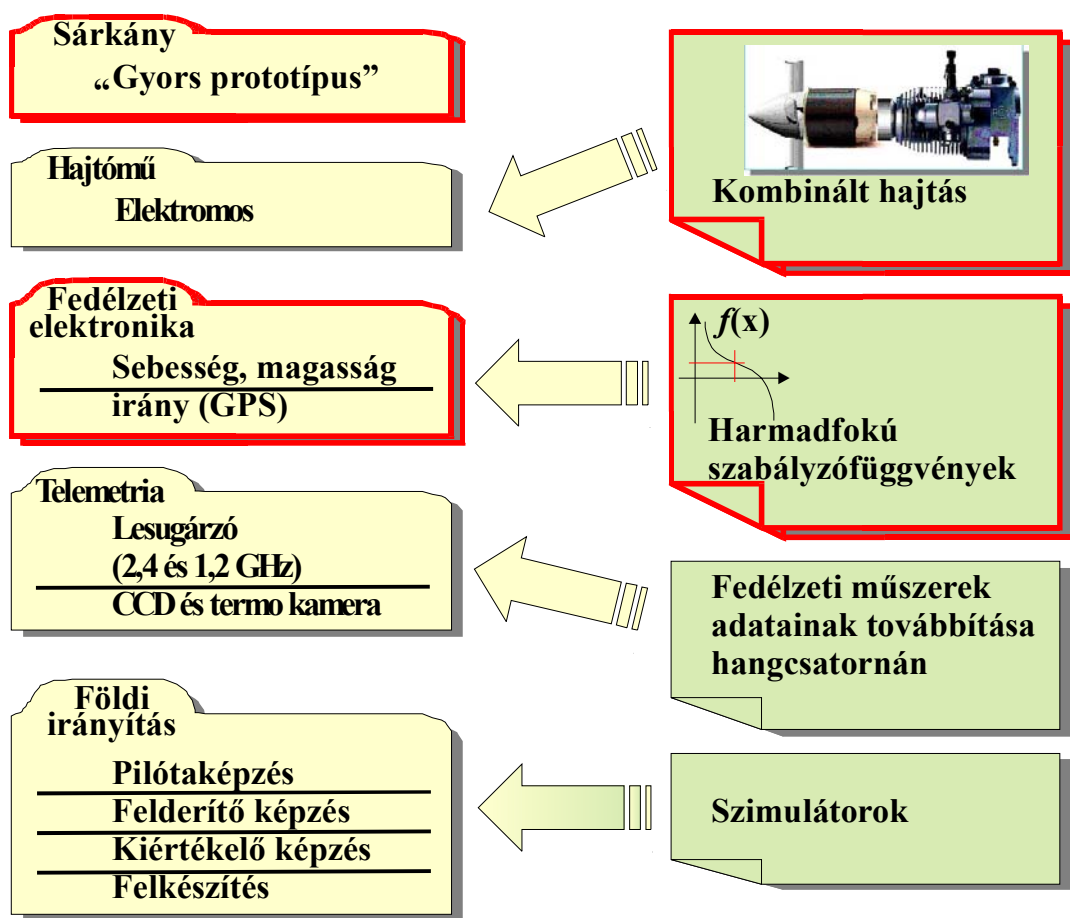 Sárkány
„Gyors prototípus”
Hajtómű
Elektromos
Kombinált hajtás
Fedélzeti
elektronika
Sebesség, magasság
irány (GPS)
f(x)
Harmadfokú
szabályzófüggvények
Telemetria
Lesugárzó
(2,4 és 1,2 GHz)
CCD és termo kamera
Fedélzeti műszerek
adatainak továbbítása
hangcsatornán
Földi
irányítás
Pilótaképzés
Felderítő képzés
Kiértékelő képzés
Felkészítés
Szimulátorok